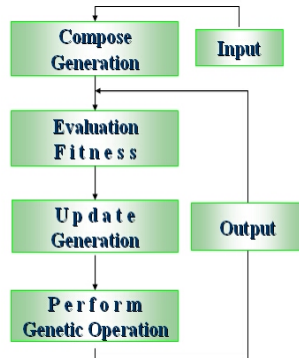 Compose
Generation
Input
Evaluation
Fitness
Update
Generation
Output
Perform
Genetic Operation